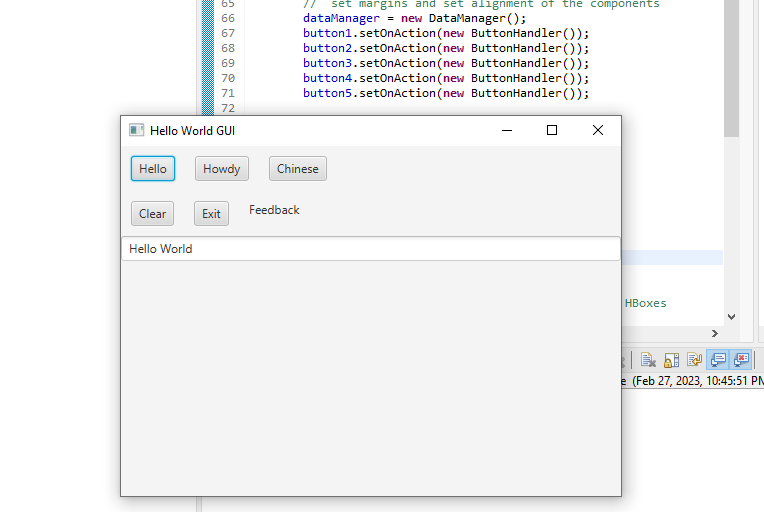 65 // set margins and set alignment of the components
66 dataManager = new DataManager();
67 button1.setOnAction(new ButtonHandler());
68 button2.setOnAction(new ButtonHandler());
69 button3.setOnAction(new ButtonHandler());
70 button4.setOnAction(new ButtonHandler());
71 button5.setOnAction(new ButtonHandler());
72
Hello World GUI
Hello Howdy Chinese
Clear Exit Feedback
Hello World
HBoxes
(Feb 27, 2023, 10:45:51 PM